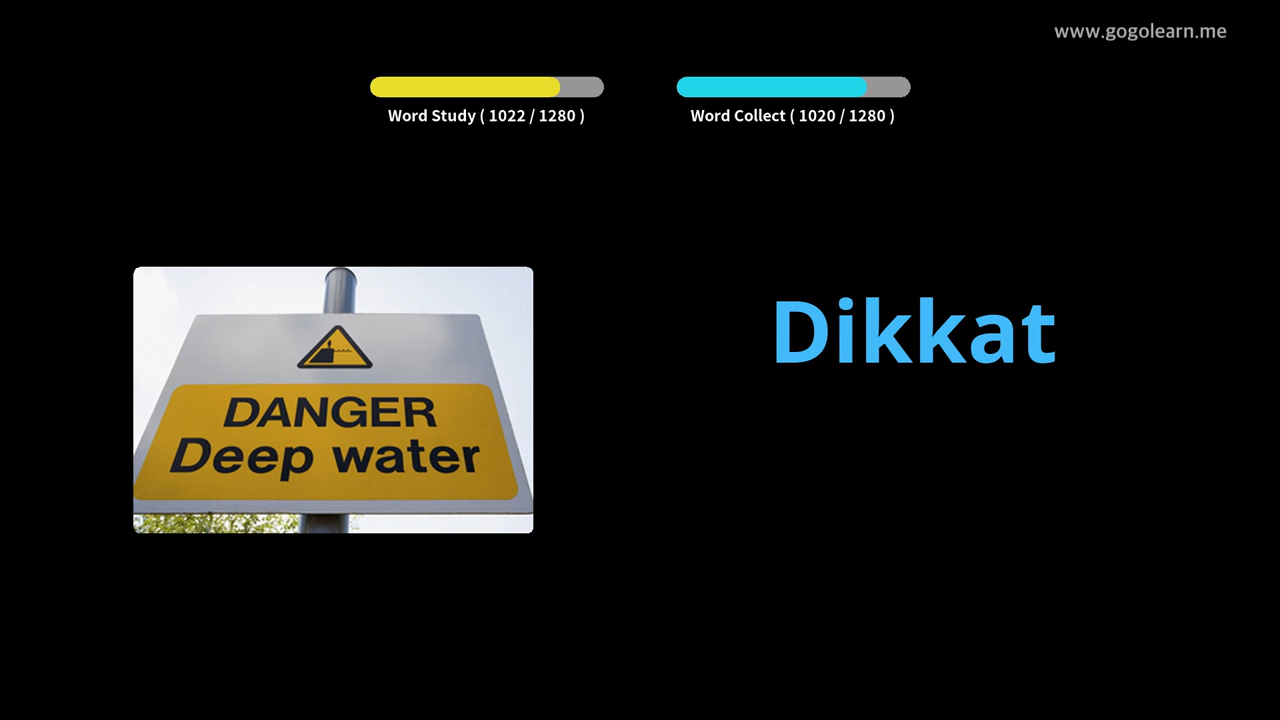 www.gogolearn.me
Word Study ( 1022 / 1280 )
Word Collect ( 1020 / 1280 )
DANGER
Deep water
Dikkat